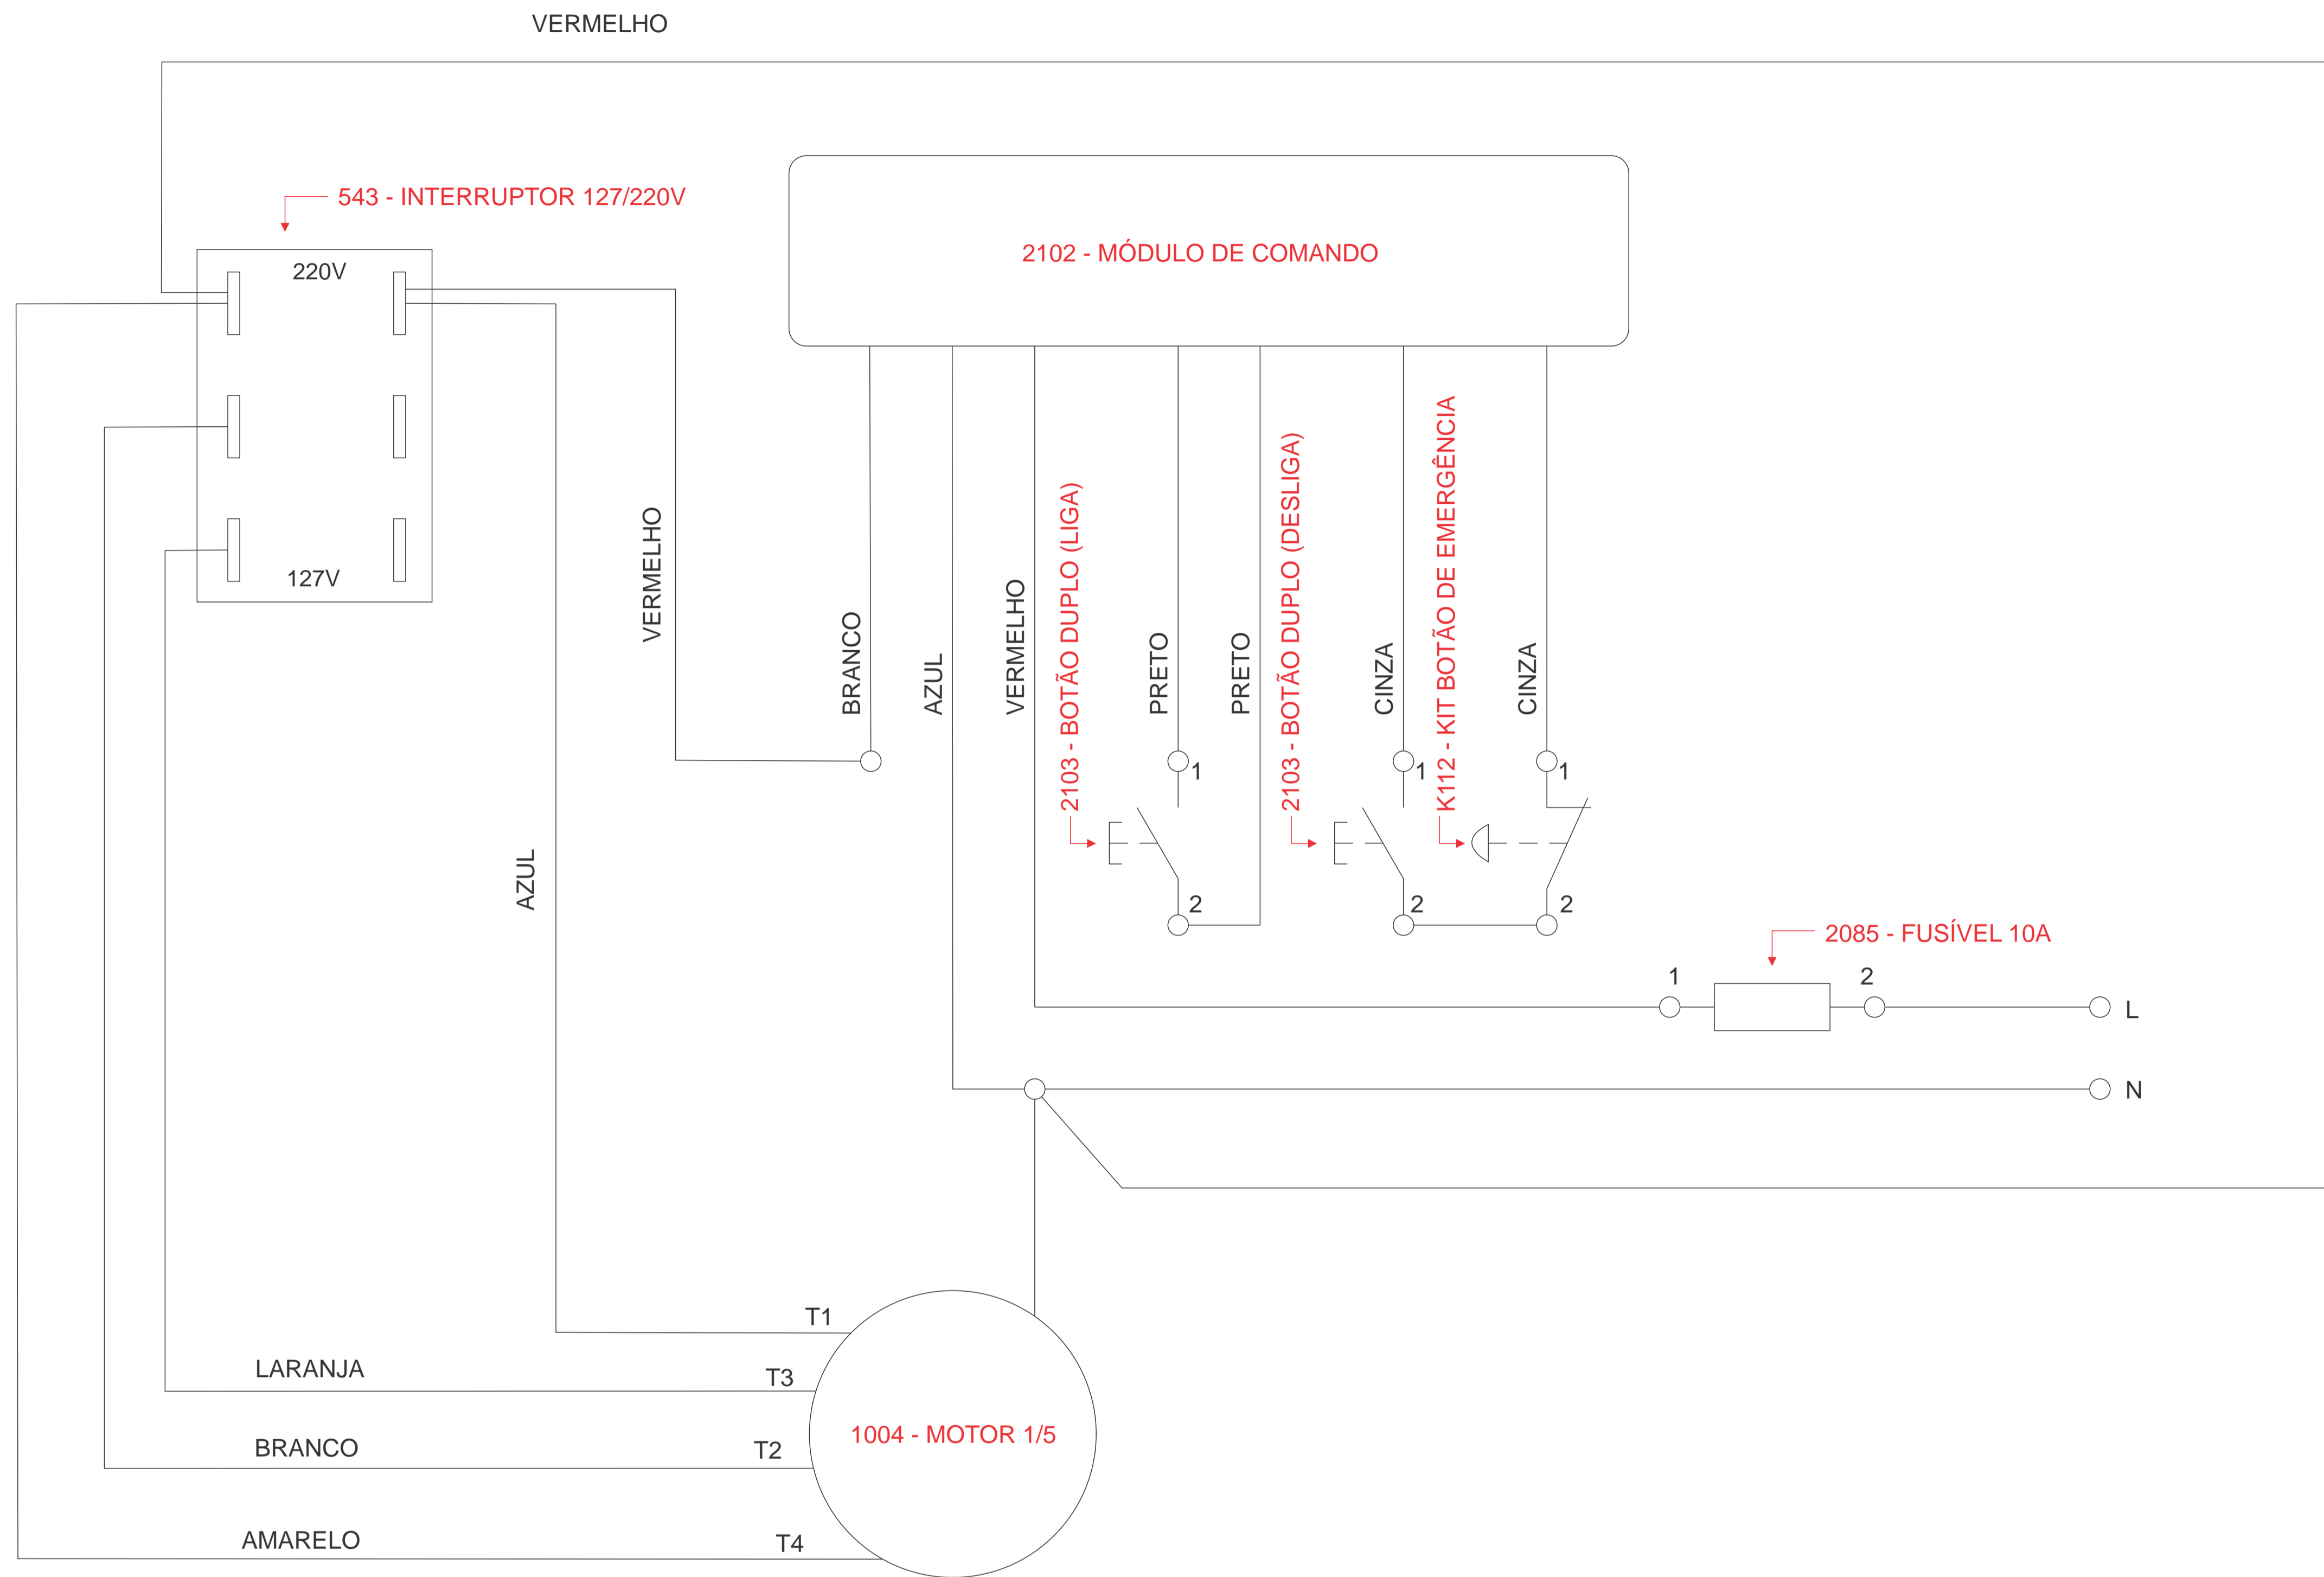 VERMELHO
543 - INTERRUPTOR 127/220V
220V
127V
2102 - MÓDULO DE COMANDO
VERMELHO
AZUL
BRANCO
AZUL
VERMELHO
2103 - BOTÃO DUPLO (LIGA)
PRETO
PRETO
2103 - BOTÃO DUPLO (DESLIGA)
CINZA
K112 - KIT BOTÃO DE EMERGÊNCIA
CINZA
1
1
1
2
2
2
2085 - FUSÍVEL 10A
1
2
L
N
T1
LARANJA
T3
1004 - MOTOR 1/5
BRANCO
T2
AMARELO
T4